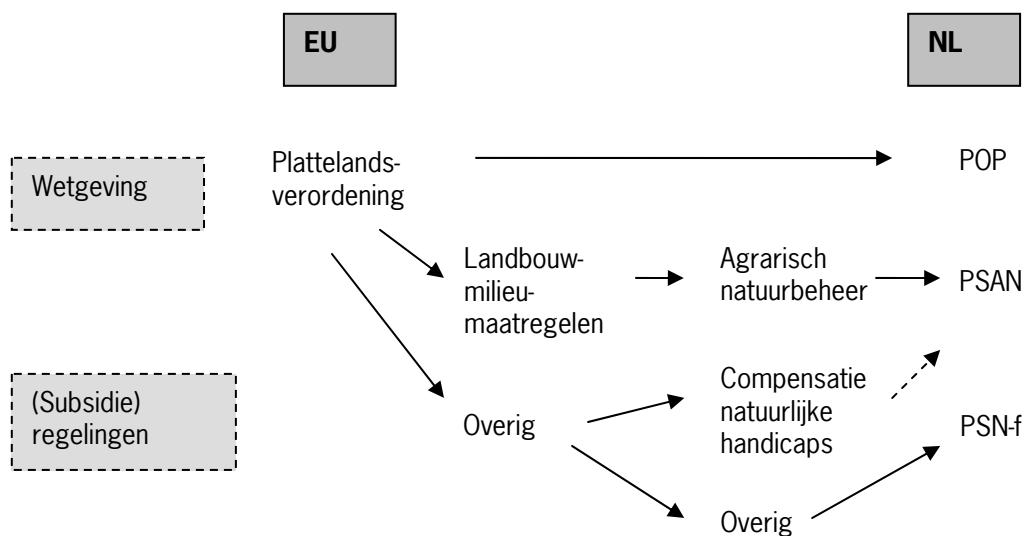 EU
NL
Plattelands-
verordening
POP
Wetgeving
Landbouw-
milieu-
maatregelen
Agrarisch
natuurbeheer
PSAN
(Subsidie)
regelingen
Overig
Compensatie
natuurlijke
handicaps
PSN-f
Overig